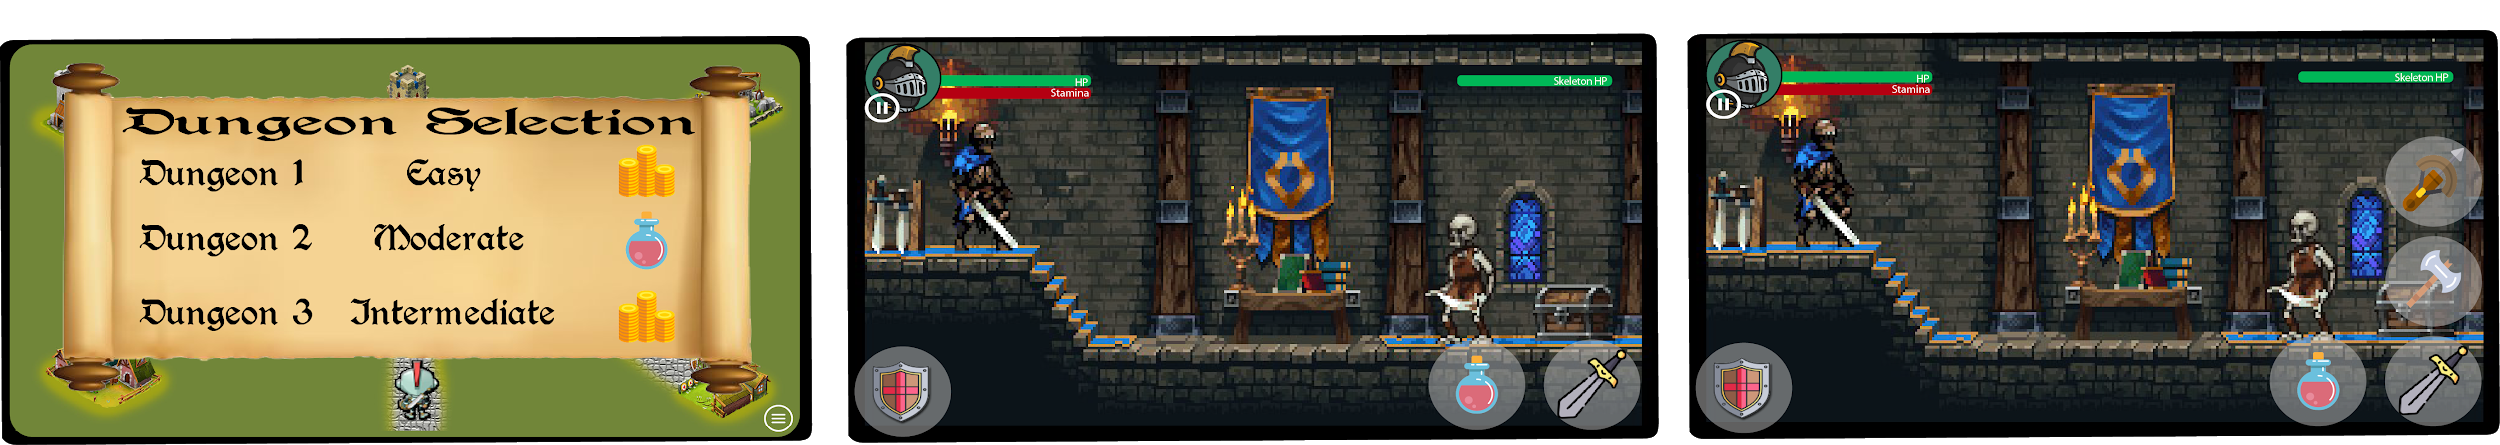 Dungeon Selection
Dungeon 1 Easy
Dungeon 2 Moderate
Dungeon 3 Intermediate
HP
Stamina
Skeleton HP
HP
Stamina
Skeleton HP